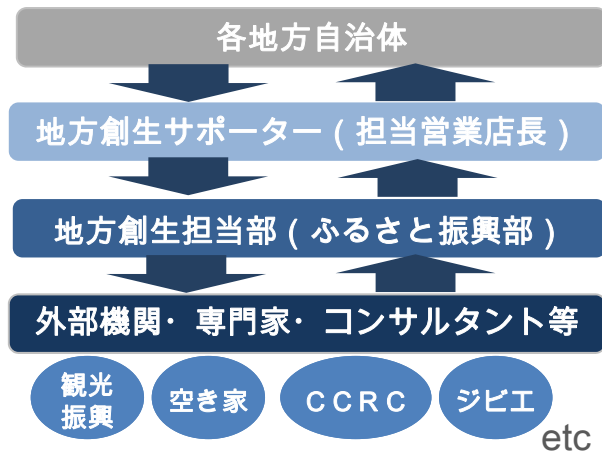 各地方自治体
地方創生サポーター(担当営業店長)
地方創生担当部(ふるさと振興部)
外部機関・専門家・コンサルタント等
観光
振興
空き家
CCRC
ジビエ
etc